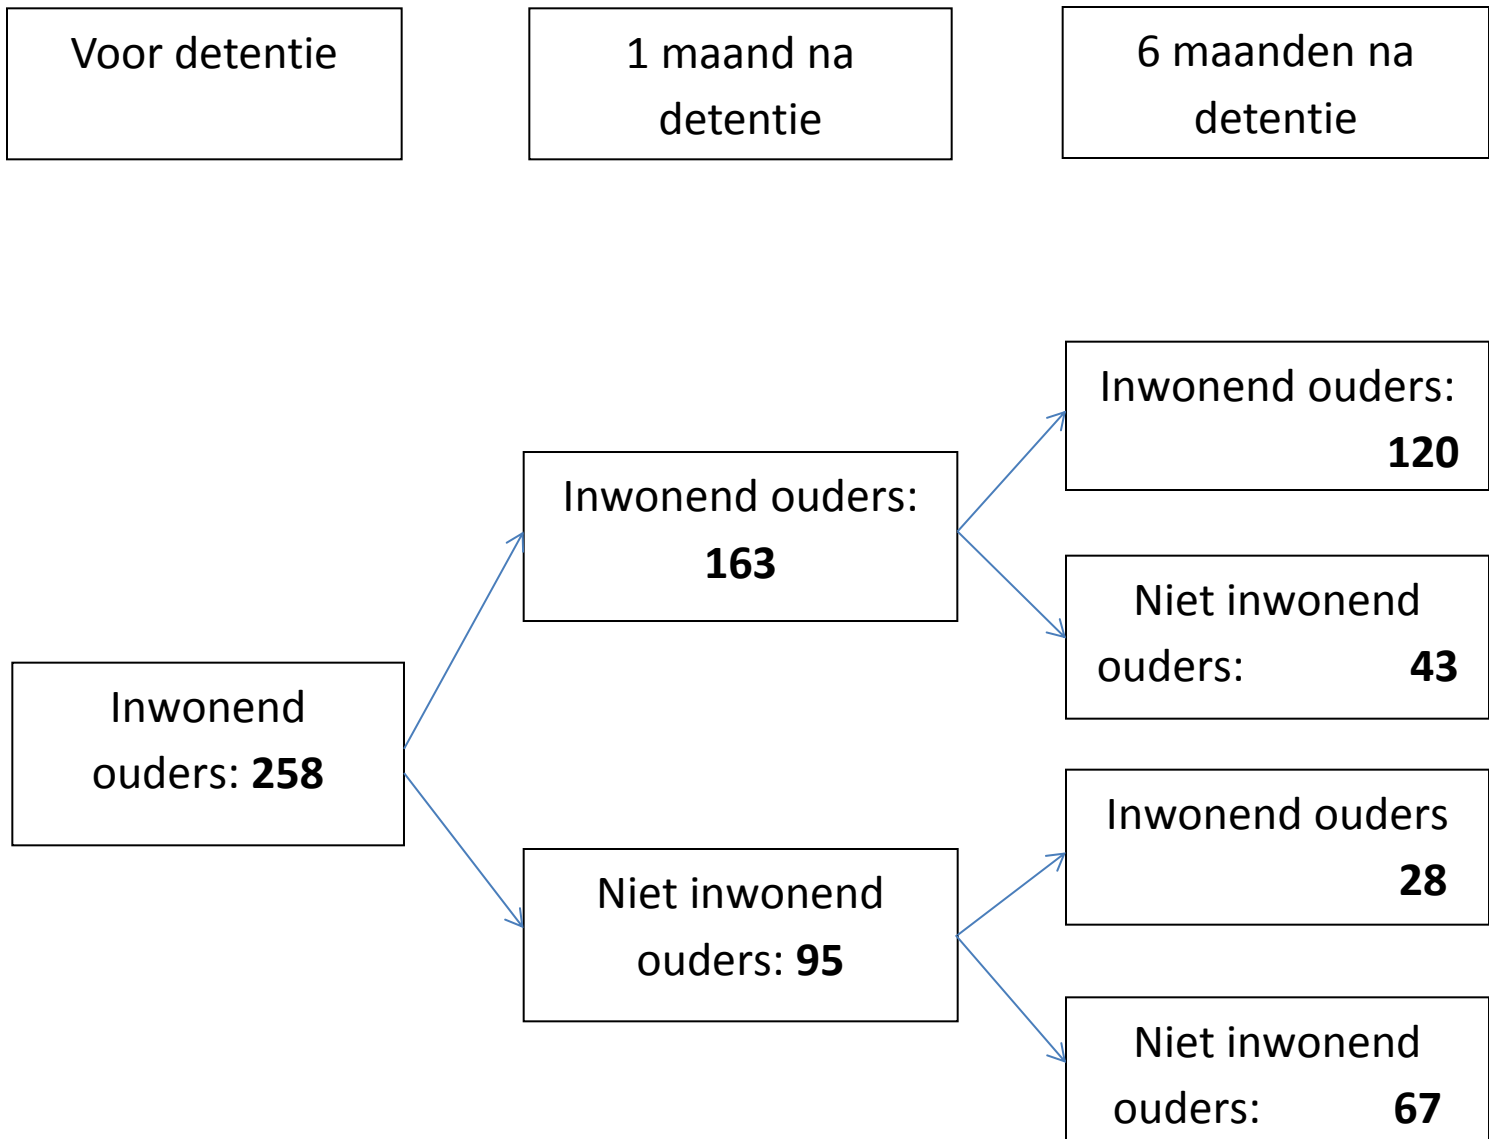 Voor detentie
1 maand na
detentie
6 maanden na
detentie
Inwonend
ouders: 258
Inwonend ouders:
163
Niet inwonend
ouders: 95
Inwonend ouders:
120
Niet inwonend
ouders: 43
Inwonend ouders
28
Niet inwonend
ouders: 67